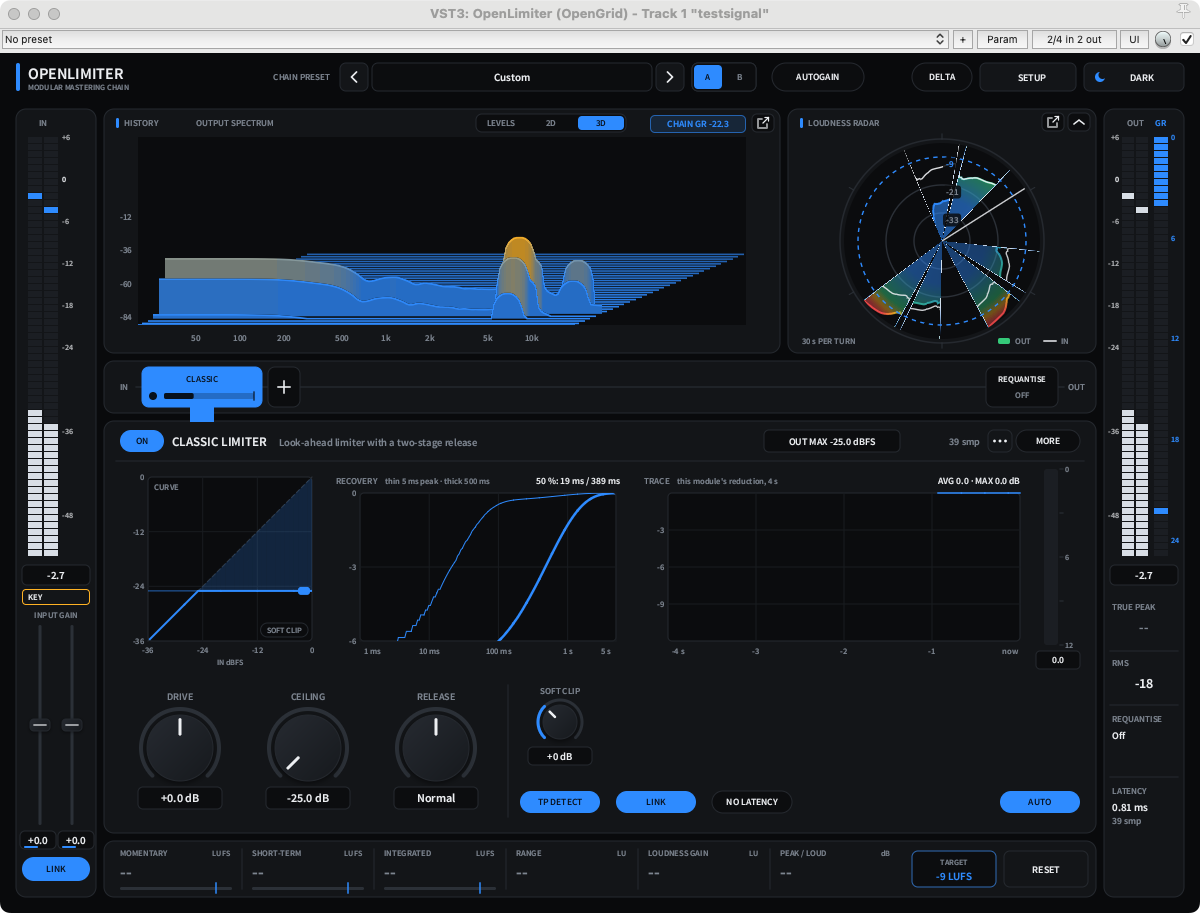 VST3: OpenLimiter (OpenGrid) - Track 1 "testsignal"
No preset
+
Param
2/4 in 2 out
UI
OPENLIMITER
MODULAR MASTERING CHAIN
CHAIN PRESET
Custom
A
B
AUTOGAIN
DELTA
SETUP
DARK
IN
+6
0
-6
-12
-18
-24
-36
-48
-2.7
KEY
INPUT GAIN
+0.0
+0.0
LINK
HISTORY
OUTPUT SPECTRUM
LEVELS
2D
3D
CHAIN GR -22.3
-12
-36
-60
-84
50
100
200
500
1k
2k
5k
10k
LOUDNESS RADAR
-9
-21
-33
30 s PER TURN
OUT
IN
OUT
GR
+6
0
-6
-12
-18
-24
-36
-48
0
6
12
18
24
-2.7
TRUE PEAK
--
RMS
-18
REQUANTISE
Off
LATENCY
0.81 ms
39 smp
IN
CLASSIC
+
REQUANTISE
OFF
OUT
ON
CLASSIC LIMITER
Look-ahead limiter with a two-stage release
OUT MAX -25.0 dBFS
39 smp
•••
MORE
CURVE
0
-12
-24
-36
-36
-24
-12
0
IN dBFS
SOFT CLIP
RECOVERY
thin 5 ms peak · thick 500 ms
50 %: 19 ms / 389 ms
0
-3
-6
1 ms
10 ms
100 ms
1 s
5 s
TRACE
this module's reduction, 4 s
AVG 0.0 · MAX 0.0 dB
-3
-6
-9
-4 s
-3
-2
-1
now
0
6
12
0.0
DRIVE
+0.0 dB
CEILING
-25.0 dB
RELEASE
Normal
SOFT CLIP
+0 dB
TP DETECT
LINK
NO LATENCY
AUTO
MOMENTARY
LUFS
--
SHORT-TERM
LUFS
--
INTEGRATED
LUFS
--
RANGE
LU
--
LOUDNESS GAIN
LU
--
PEAK / LOUD
dB
--
TARGET
-9 LUFS
RESET